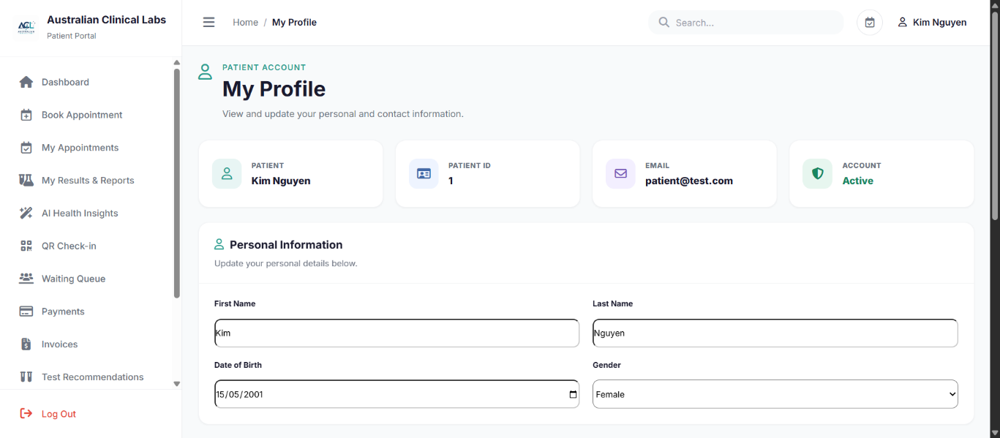 Australian Clinical Labs
Patient Portal
Home / My Profile
Search...
Kim Nguyen
Dashboard
Book Appointment
My Appointments
My Results & Reports
AI Health Insights
QR Check-in
Waiting Queue
Payments
Invoices
Test Recommendations
Log Out
PATIENT ACCOUNT
My Profile
View and update your personal and contact information.
PATIENT
Kim Nguyen
PATIENT ID
1
EMAIL
patient@test.com
ACCOUNT
Active
Personal Information
Update your personal details below.
First Name
Kim
Last Name
Nguyen
Date of Birth
15/05/2001
Gender
Female